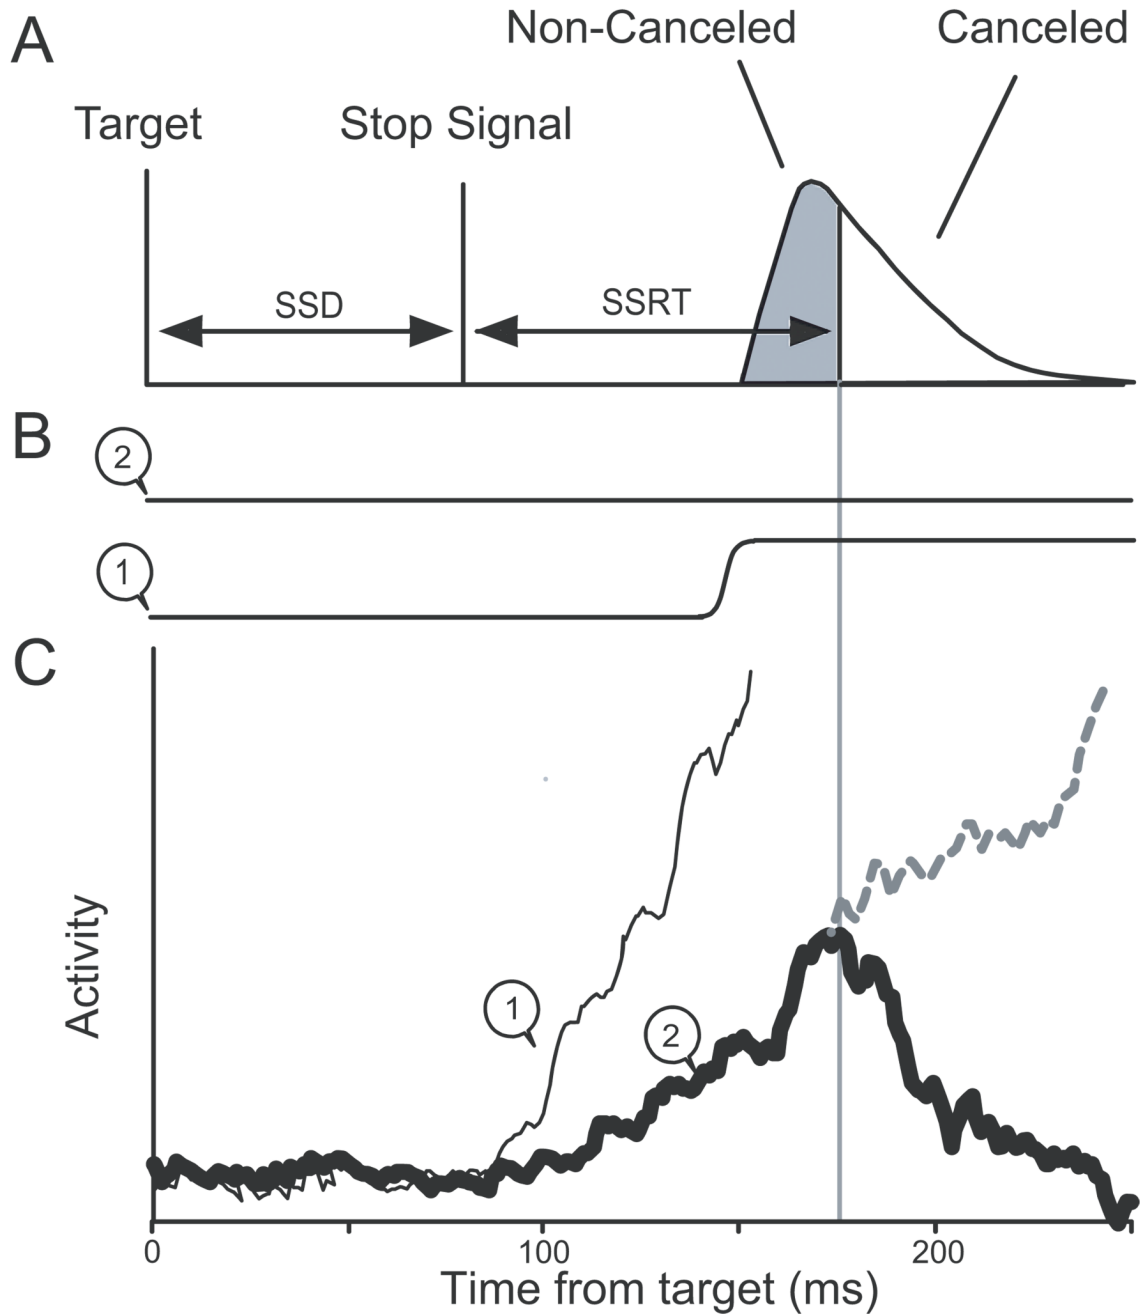 A
Non-Canceled
Canceled
Target
Stop Signal
SSD
SSRT
B
2
1
C
Activity
1
2
0
100
200
Time from target (ms)